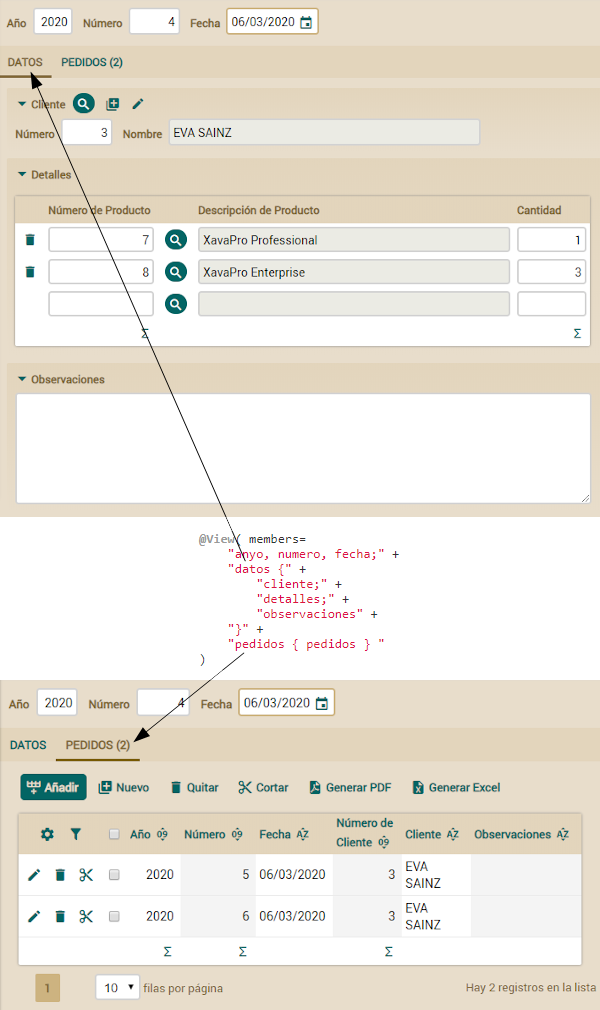 Año 2020 Número 4 Fecha 06/03/2020
DATOS PEDIDOS (2)
Cliente
Número 3 Nombre EVA SAINZ
Detalles
Número de Producto Descripción de Producto Cantidad
7 XavaPro Professional 1
8 XavaPro Enterprise 3
Σ Σ
Observaciones
@View( members=
"anyo, numero, fecha;" +
"datos {" +
"cliente;" +
"detalles;" +
"observaciones" +
"}" +
"pedidos { pedidos } "
)
Año 2020 Número 4 Fecha 06/03/2020
DATOS PEDIDOS (2)
Añadir Nuevo Quitar Cortar Generar PDF Generar Excel
Año Número Fecha Número de Cliente Cliente Observaciones
2020 5 06/03/2020 3 EVA SAINZ
2020 6 06/03/2020 3 EVA SAINZ
Σ Σ Σ
1 10 filas por página Hay 2 registros en la lista